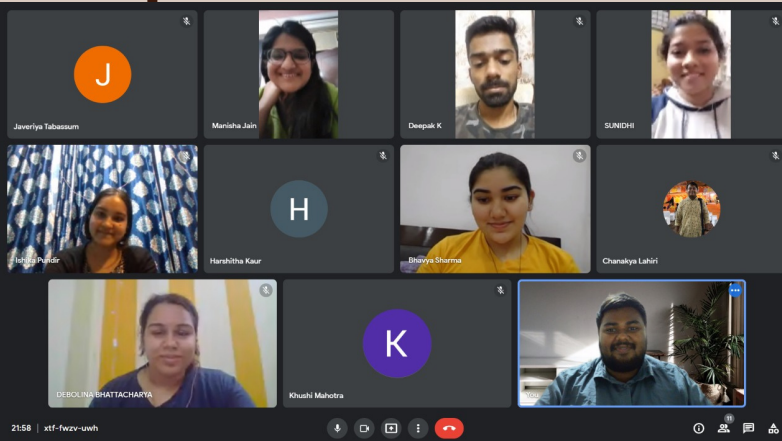 J
Javeriya Tabassum
Manisha Jain
Deepak K
SUNIDHI
Ishika Pundir
H
Harshitha Kaur
Bhavya Sharma
Chanakya Lahiri
DEBOLINA BHATTACHARYA
K
Khushi Mahotra
You
21:58 | xtf-fwzv-uwh
11